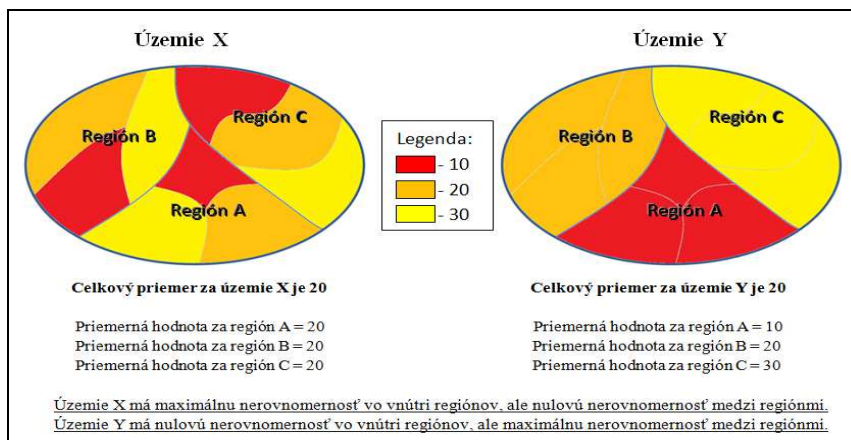 Územie X
Územie Y
Región B
Región C
Región A
Legenda:
- 10
- 20
- 30
Región B
Región C
Región A
Celkový priemer za územie X je 20
Celkový priemer za územie Y je 20
Priemerná hodnota za región A = 20
Priemerná hodnota za región B = 20
Priemerná hodnota za región C = 20
Priemerná hodnota za región A = 10
Priemerná hodnota za región B = 20
Priemerná hodnota za región C = 30
Územie X má maximálnu nerovnomernosť vo vnútri regiónov, ale nulovú nerovnomernosť medzi regiónmi.
Územie Y má nulovú nerovnomernosť vo vnútri regiónov, ale maximálnu nerovnomernosť medzi regiónmi.